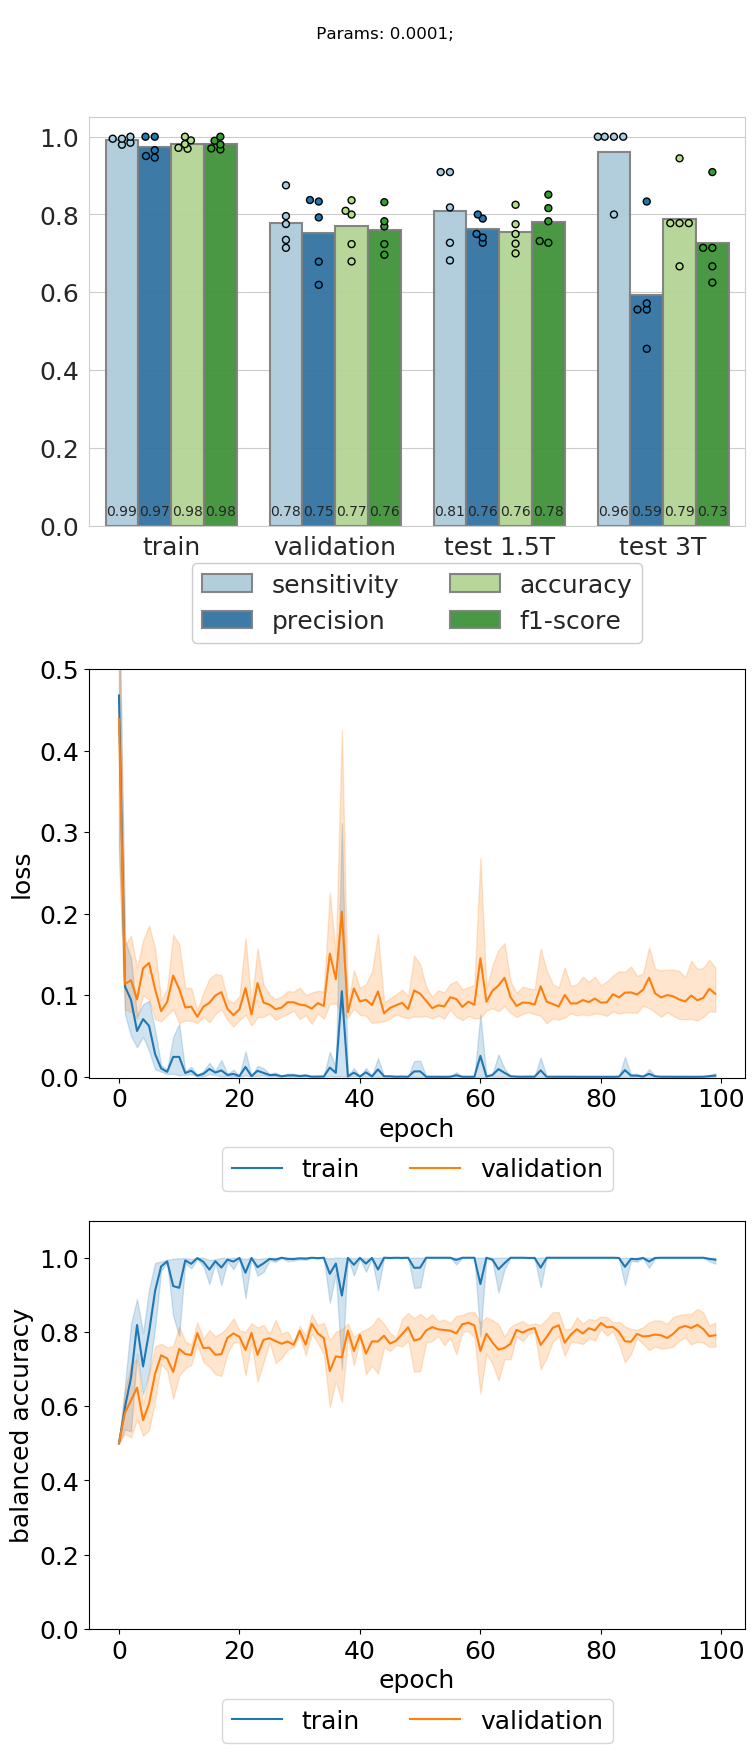 Params: 0.0001;
1.0
0.8
0.6
0.4
0.2
0.0
0.99 0.97 0.98 0.98 0.78 0.75 0.77 0.76 0.81 0.76 0.76 0.78 0.96 0.59 0.79 0.73
train validation test 1.5T test 3T
sensitivity accuracy
precision f1-score
0.5
0.4
0.3
0.2
0.1
0.0
loss
0 20 40 60 80 100
epoch
train validation
1.0
0.8
0.6
0.4
0.2
0.0
balanced accuracy
0 20 40 60 80 100
epoch
train validation